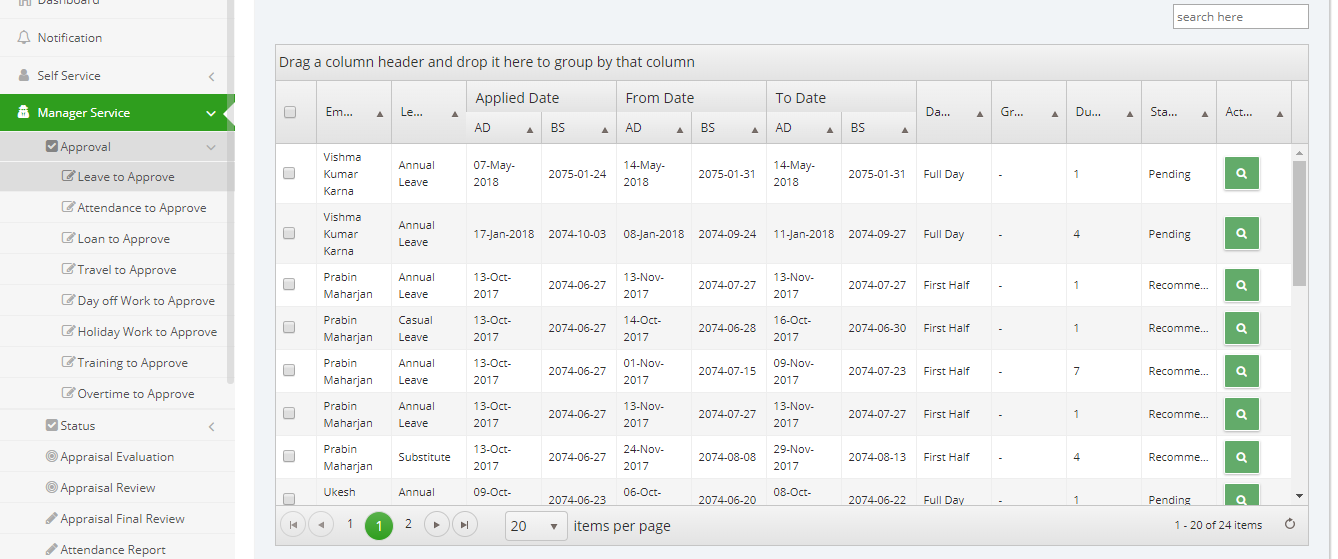 Dashboard
Notification
Self Service
Manager Service
Approval
Leave to Approve
Attendance to Approve
Loan to Approve
Travel to Approve
Day off Work to Approve
Holiday Work to Approve
Training to Approve
Overtime to Approve
Status
Appraisal Evaluation
Appraisal Review
Appraisal Final Review
Attendance Report
search here
Drag a column header and drop it here to group by that column
Em... Le... Applied Date From Date To Date Da... Gr... Du... Sta... Act...
AD BS AD BS AD BS
Vishma Kumar Karna Annual Leave 07-May-2018 2075-01-24 14-May-2018 2075-01-31 14-May-2018 2075-01-31 Full Day - 1 Pending
Vishma Kumar Karna Annual Leave 17-Jan-2018 2074-10-03 08-Jan-2018 2074-09-24 11-Jan-2018 2074-09-27 Full Day - 4 Pending
Prabin Maharjan Annual Leave 13-Oct-2017 2074-06-27 13-Nov-2017 2074-07-27 13-Nov-2017 2074-07-27 First Half - 1 Recomme...
Prabin Maharjan Casual Leave 13-Oct-2017 2074-06-27 14-Oct-2017 2074-06-28 16-Oct-2017 2074-06-30 First Half - 1 Recomme...
Prabin Maharjan Annual Leave 13-Oct-2017 2074-06-27 01-Nov-2017 2074-07-15 09-Nov-2017 2074-07-23 First Half - 7 Recomme...
Prabin Maharjan Annual Leave 13-Oct-2017 2074-06-27 13-Nov-2017 2074-07-27 13-Nov-2017 2074-07-27 First Half - 1 Recomme...
Prabin Maharjan Substitute 13-Oct-2017 2074-06-27 24-Nov-2017 2074-08-08 29-Nov-2017 2074-08-13 First Half - 4 Recomme...
Ukesh Annual 09-Oct- 2074-06-23 06-Oct- 2074-06-20 08-Oct- 2074-06-22 Full Day - 1 Pending
1 1 2 20 items per page 1 - 20 of 24 items